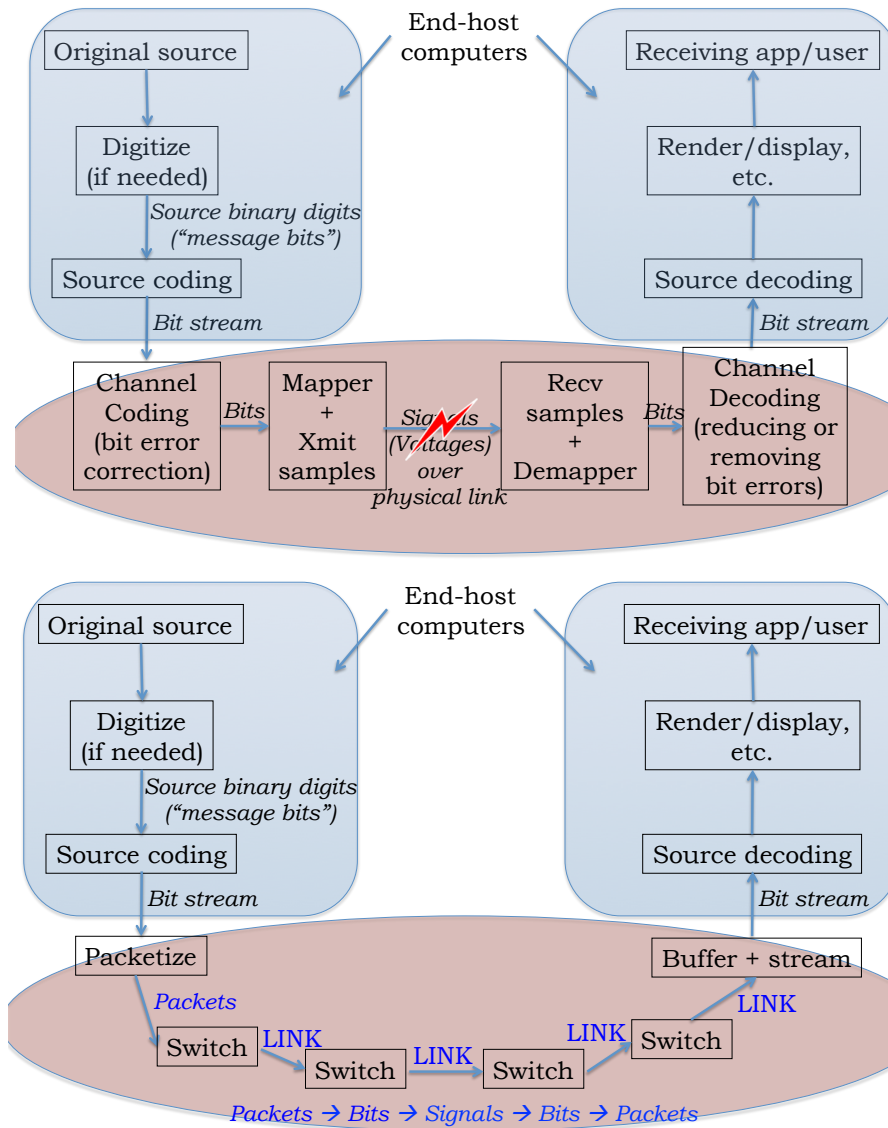 End-host
computers
Original source
Receiving app/user
Digitize
(if needed)
Render/display,
etc.
Source binary digits
(“message bits”)
Source coding
Source decoding
Bit stream
Bit stream
Channel
Coding
(bit error
correction)
Bits
Mapper
+
Xmit
samples
Signals
(Voltages)
over
physical link
Recv
samples
+
Demapper
Bits
Channel
Decoding
(reducing or
removing
bit errors)
End-host
computers
Original source
Receiving app/user
Digitize
(if needed)
Render/display,
etc.
Source binary digits
(“message bits”)
Source coding
Source decoding
Bit stream
Bit stream
Packetize
Buffer + stream
Packets
Switch
LINK
Switch
LINK
Switch
LINK
Switch
LINK
Packets → Bits → Signals → Bits → Packets